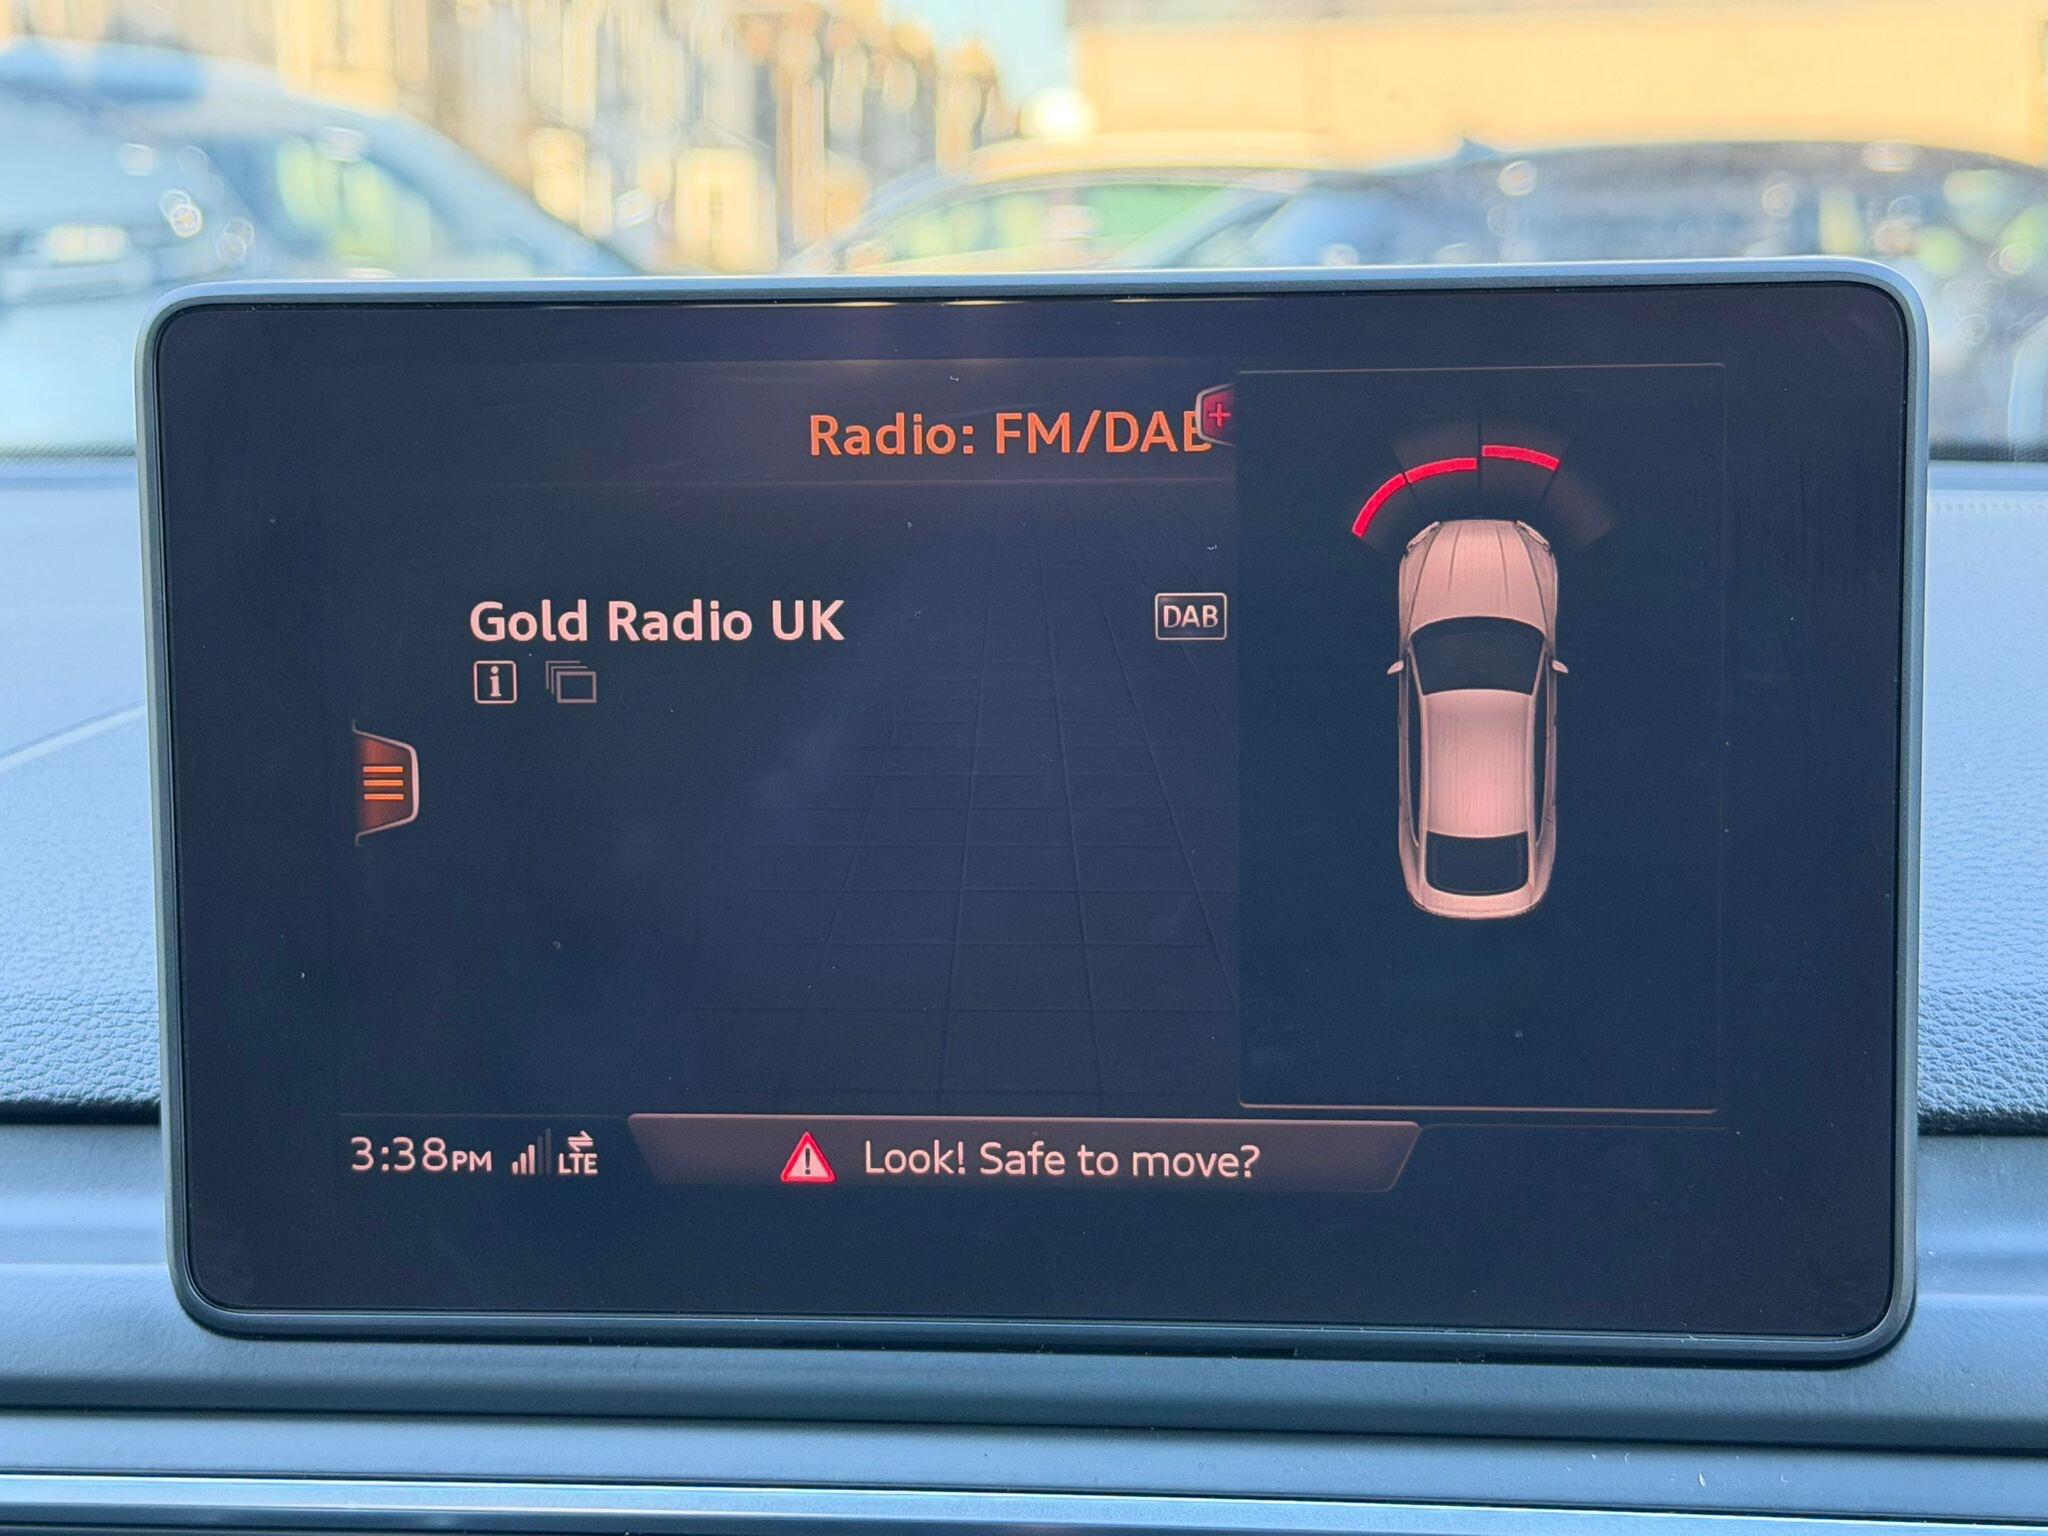 Radio: FM/DAB
Gold Radio UK
DAB
i
3:38PM
LTE
Look! Safe to move?